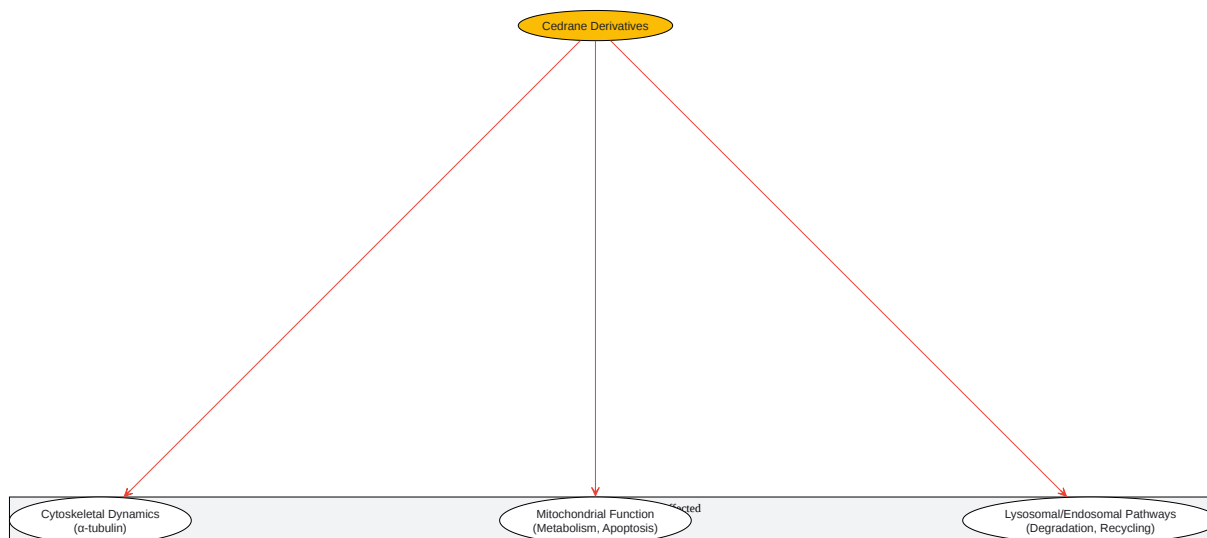 Cedrane Derivatives
Cytoskeletal Dynamics
(α-tubulin)
Mitochondrial Function
(Metabolism, Apoptosis)
Lysosomal/Endosomal Pathways
(Degradation, Recycling)